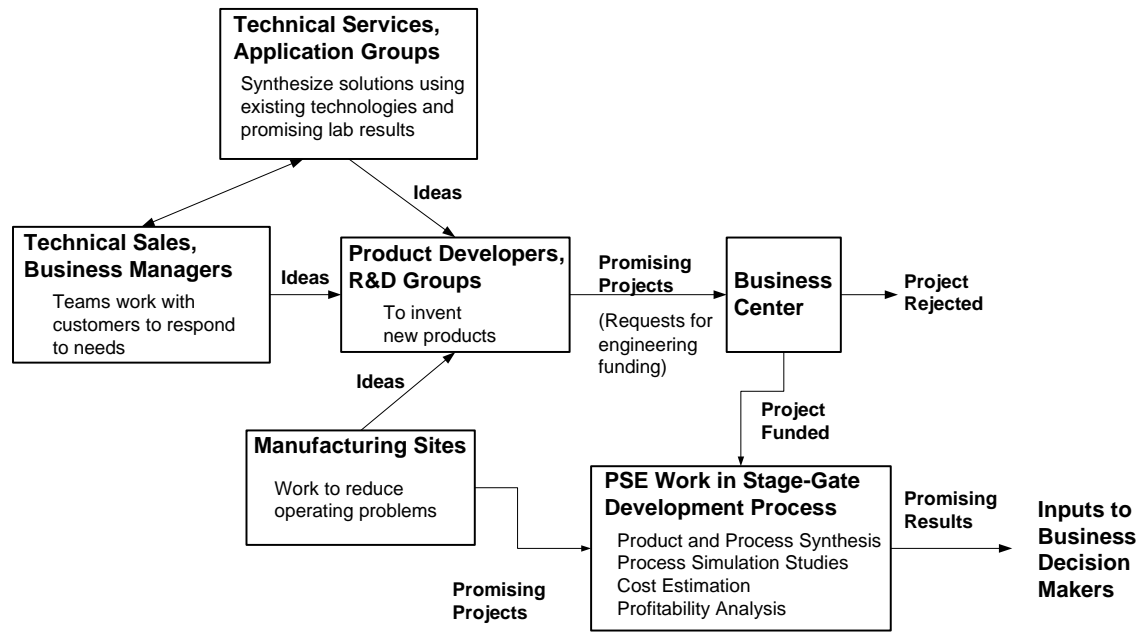 Technical Services,
Application Groups
Synthesize solutions using
existing technologies and
promising lab results
Ideas
Technical Sales,
Business Managers
Teams work with
customers to respond
to needs
Ideas
Product Developers,
R&D Groups
To invent
new products
Promising
Projects
(Requests for
engineering
funding)
Business
Center
Project
Rejected
Ideas
Project
Funded
Manufacturing Sites
Work to reduce
operating problems
Promising
Projects
PSE Work in Stage-Gate
Development Process
Product and Process Synthesis
Process Simulation Studies
Cost Estimation
Profitability Analysis
Promising
Results
Inputs to
Business
Decision
Makers